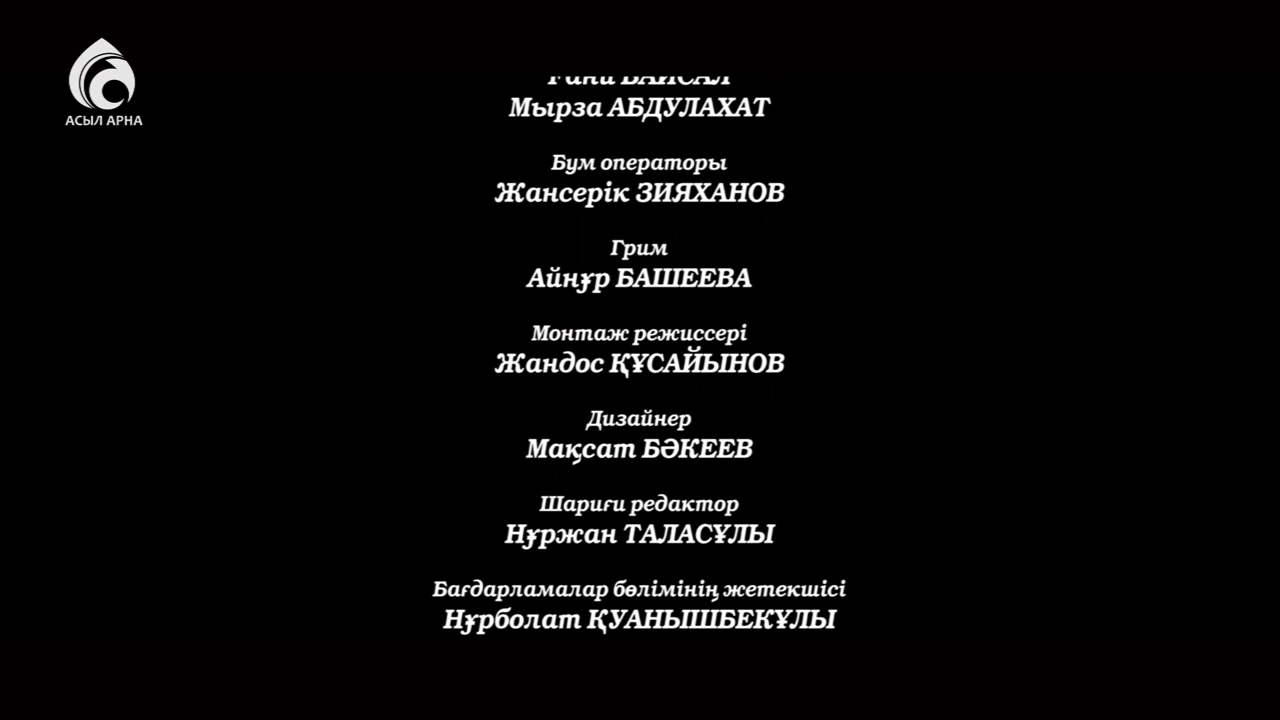 АСЫЛ АРНА
Мырза АБДУЛАХАТ
Бум операторы
Жансерік ЗИЯХАНОВ
Грим
Айнұр БАШЕЕВА
Монтаж режиссері
Жандос ҚҰСАЙЫНОВ
Дизайнер
Мақсат БӘКЕЕВ
Шариғи редактор
Нұржан ТАЛАСҰЛЫ
Бағдарламалар бөлімінің жетекшісі
Нұрболат ҚУАНЫШБЕКҰЛЫ